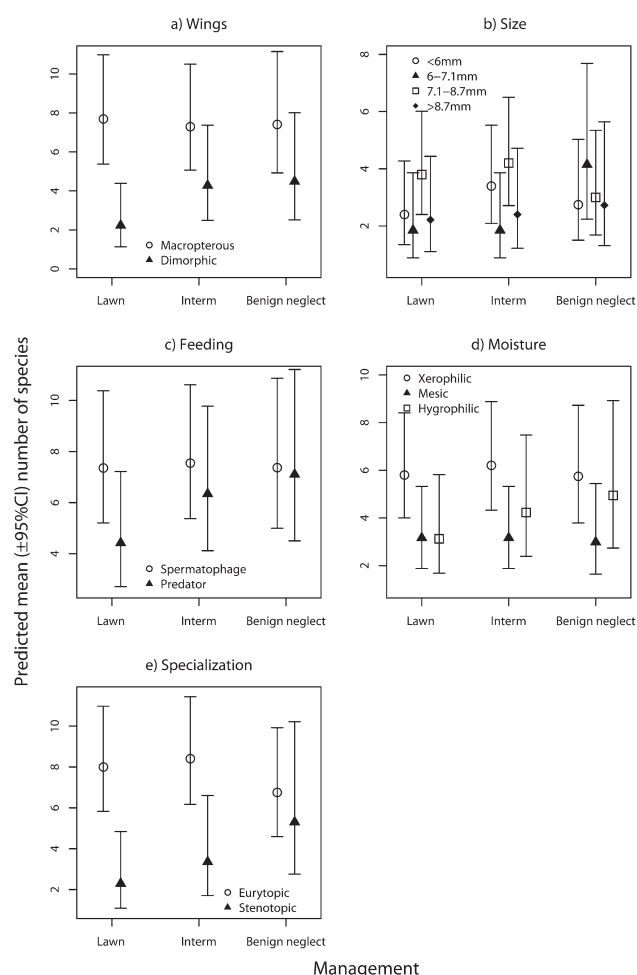 a) Wings
0 2 4 6 8 10
Macropterous
Dimorphic
Lawn Interm Benign neglect
b) Size
2 4 6 8
<6mm
6–7.1mm
7.1–8.7mm
>8.7mm
Lawn Interm Benign neglect
Predicted mean (±95%CI) number of species
c) Feeding
4 6 8 10
Spermatophage
Predator
Lawn Interm Benign neglect
d) Moisture
2 4 6 8 10
Xerophilic
Mesic
Hygrophilic
Lawn Interm Benign neglect
e) Specialization
2 4 6 8 10
Eurytopic
Stenotopic
Lawn Interm Benign neglect
Management